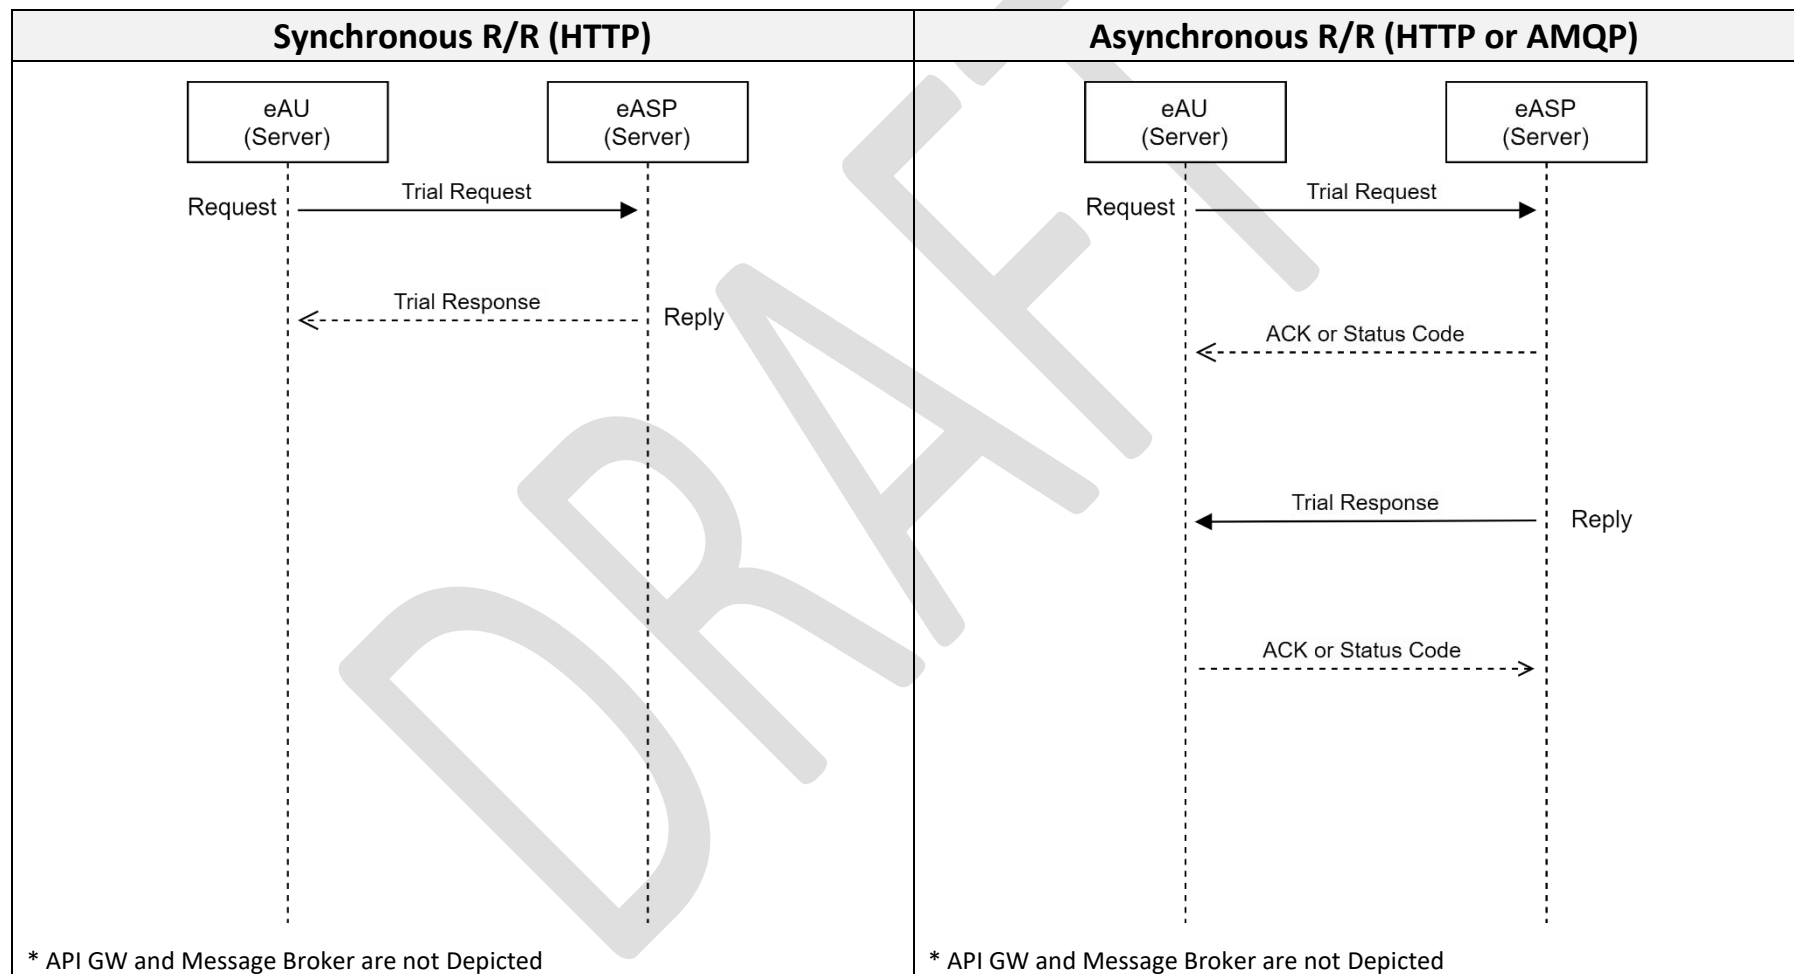 Synchronous R/R (HTTP)
eAU
(Server)
eASP
(Server)
Request
Trial Request
Trial Response
Reply
* API GW and Message Broker are not Depicted
Asynchronous R/R (HTTP or AMQP)
eAU
(Server)
eASP
(Server)
Request
Trial Request
ACK or Status Code
Trial Response
Reply
ACK or Status Code
* API GW and Message Broker are not Depicted
DRAFT